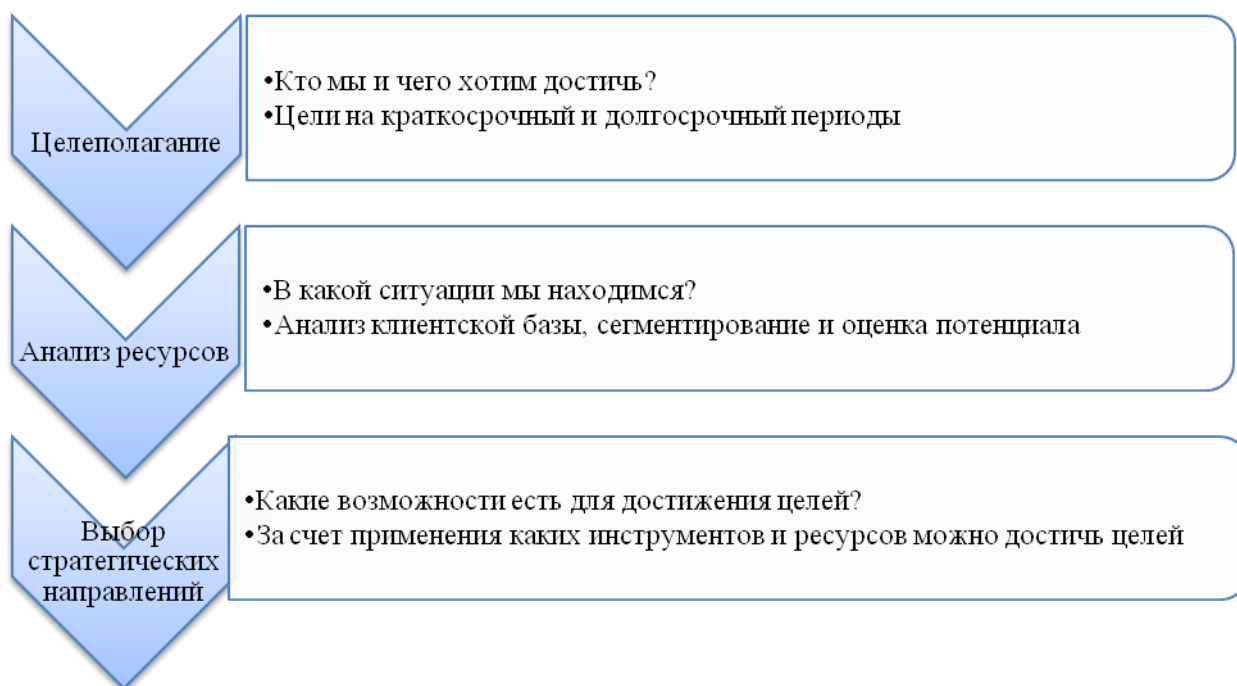 Целеполагание
•Кто мы и чего хотим достичь?
•Цели на краткосрочный и долгосрочный периоды
Анализ ресурсов
•В какой ситуации мы находимся?
•Анализ клиентской базы, сегментирование и оценка потенциала
Выбор
стратегических
направлений
•Какие возможности есть для достижения целей?
•За счет применения каких инструментов и ресурсов можно достичь целей